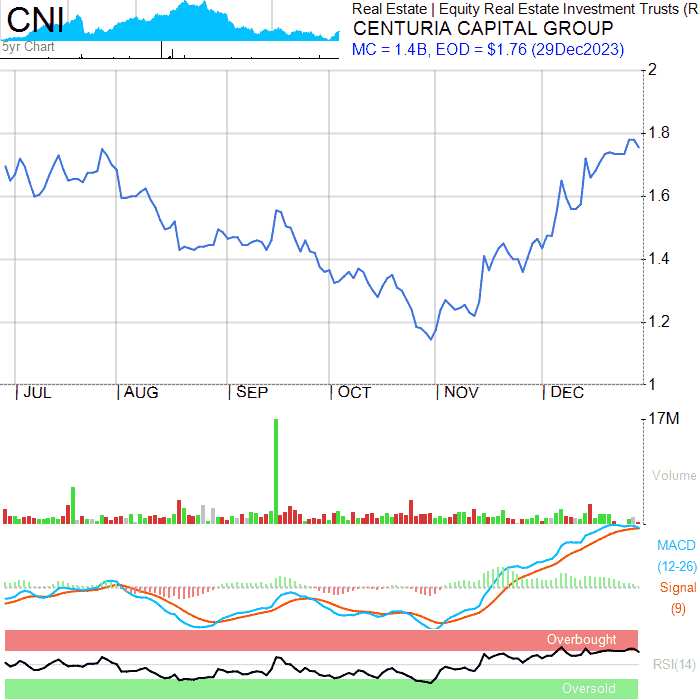 CNI
5yr Chart
Real Estate | Equity Real Estate Investment Trusts (R
CENTURIA CAPITAL GROUP
MC = 1.4B, EOD = $1.76 (29Dec2023)
2
1.8
1.6
1.4
1.2
1
JUL AUG SEP OCT NOV DEC
17M
Volume
MACD
(12-26)
Signal
(9)
Overbought
RSI(14)
Oversold